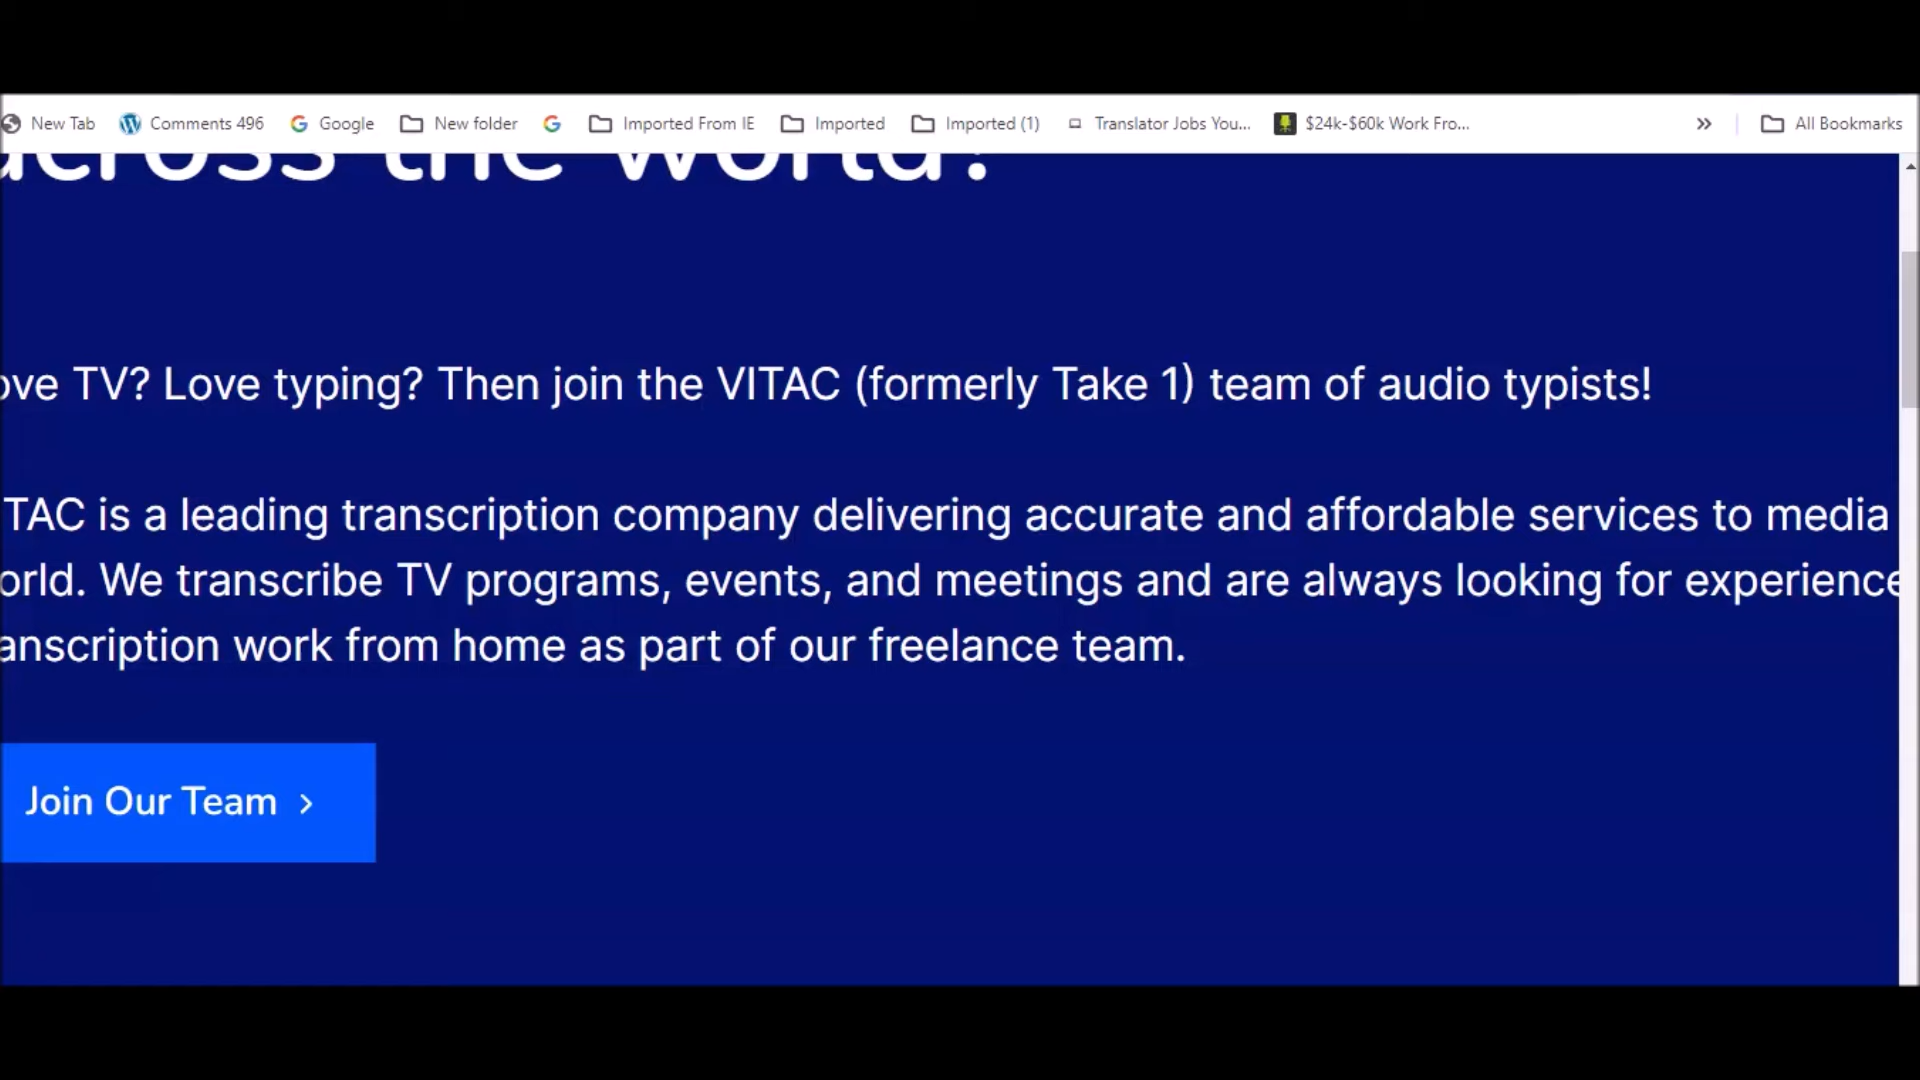 New Tab Comments 496 Google New folder Imported From IE Imported Imported (1) Translator Jobs You... $24k-$60k Work Fro... » All Bookmarks
across the world?
ove TV? Love typing? Then join the VITAC (formerly Take 1) team of audio typists!
TAC is a leading transcription company delivering accurate and affordable services to media
orld. We transcribe TV programs, events, and meetings and are always looking for experience
anscription work from home as part of our freelance team.
Join Our Team >